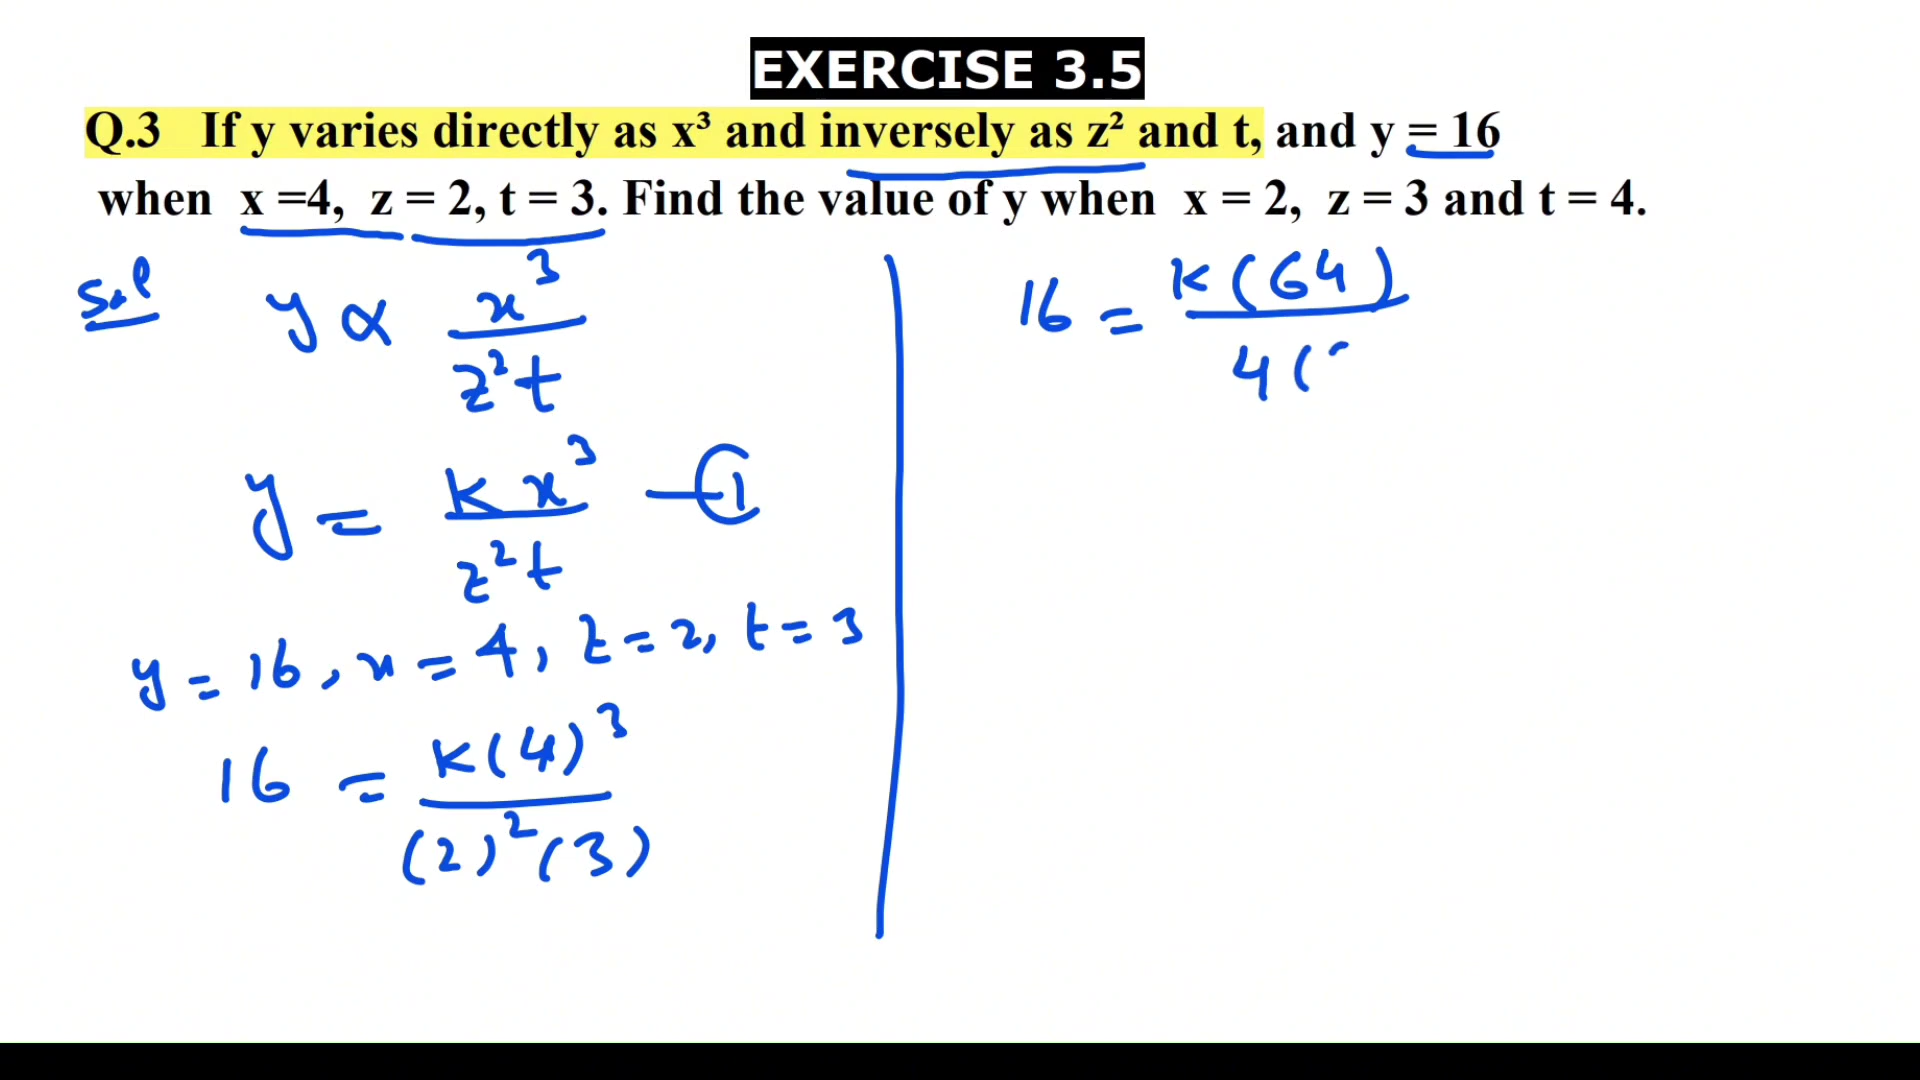 EXERCISE 3.5
Q.3 If y varies directly as x³ and inversely as z² and t, and y = 16
when x =4, z = 2, t = 3. Find the value of y when x = 2, z = 3 and t = 4.
Sol y ∝ x³ / z²t
y = k x³ / z²t — ①
y = 16, x = 4, z = 2, t = 3
16 = k(4)³ / (2)²(3)
16 = k(64) / 4(